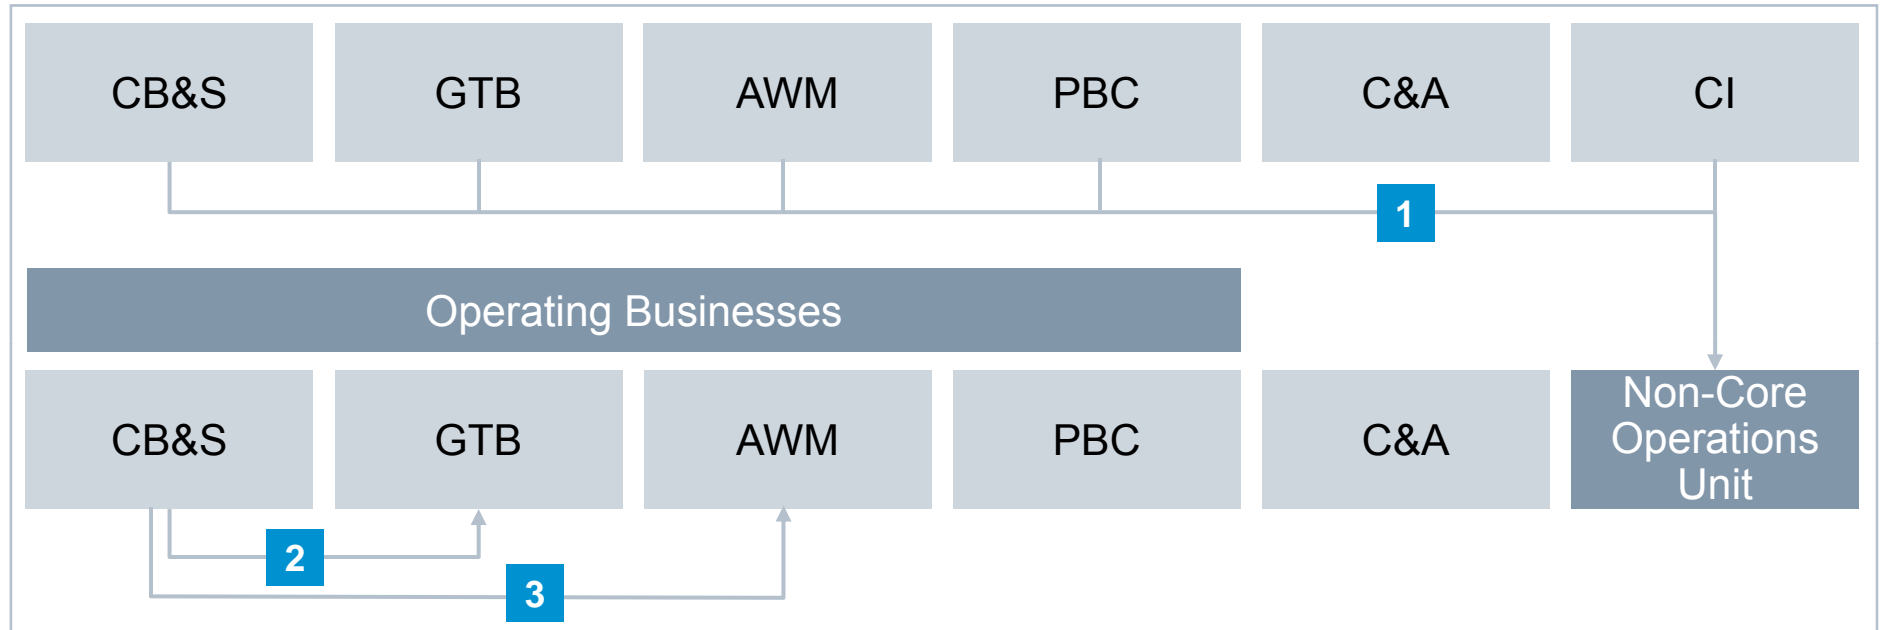 CB&S
GTB
AWM
PBC
C&A
CI
1
Operating Businesses
CB&S
GTB
AWM
PBC
C&A
Non-Core
Operations
Unit
2
3